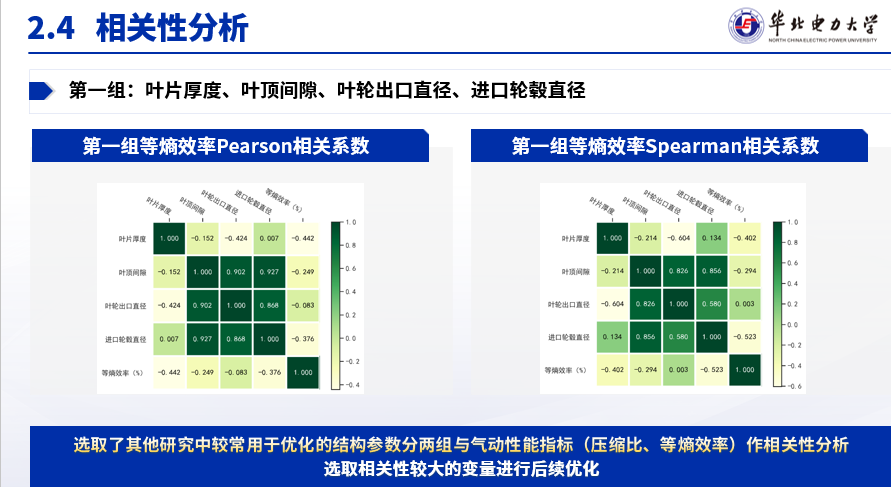 2.4 相关性分析
华北电力大学
NORTH CHINA ELECTRIC POWER UNIVERSITY
第一组：叶片厚度、叶顶间隙、叶轮出口直径、进口轮毂直径
第一组等熵效率Pearson相关系数
叶片厚度 叶顶间隙 叶轮出口直径 进口轮毂直径 等熵效率（%）
叶片厚度 1.000 -0.152 -0.424 0.007 -0.442
叶顶间隙 -0.152 1.000 0.902 0.927 -0.249
叶轮出口直径 -0.424 0.902 1.000 0.868 -0.083
进口轮毂直径 0.007 0.927 0.868 1.000 -0.376
等熵效率（%） -0.442 -0.249 -0.083 -0.376 1.000
1.0
0.8
0.6
0.4
0.2
0.0
-0.2
-0.4
第一组等熵效率Spearman相关系数
叶片厚度 叶顶间隙 叶轮出口直径 进口轮毂直径 等熵效率（%）
叶片厚度 1.000 -0.214 -0.604 0.134 -0.402
叶顶间隙 -0.214 1.000 0.826 0.856 -0.294
叶轮出口直径 -0.604 0.826 1.000 0.580 0.003
进口轮毂直径 0.134 0.856 0.580 1.000 -0.523
等熵效率（%） -0.402 -0.294 0.003 -0.523 1.000
1.0
0.8
0.6
0.4
0.2
0.0
-0.2
-0.4
-0.6
选取了其他研究中较常用于优化的结构参数分两组与气动性能指标（压缩比、等熵效率）作相关性分析
选取相关性较大的变量进行后续优化